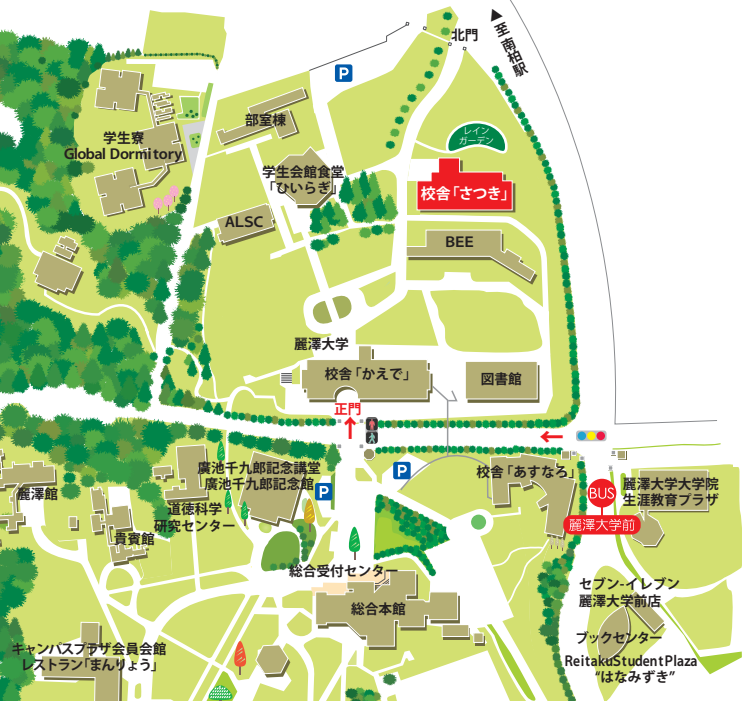 北門
至南柏駅
P
部室棟
レイン
ガーデン
学生寮
Global Dormitory
学生会館食堂
「ひいらぎ」
校舎「さつき」
ALSC
BEE
麗澤大学
校舎「かえで」
図書館
正門
廣池千九郎記念講堂
廣池千九郎記念館
P
P
校舎「あすなろ」
麗澤館
道徳科学
研究センター
貴賓館
BUS
麗澤大学前
麗澤大学大学院
生涯教育プラザ
総合受付センター
総合本館
セブン-イレブン
麗澤大学前店
ブックセンター
キャンパスプラザ会員会館
レストラン「まんりょう」
ReitakuStudentPlaza
“はなみずき”